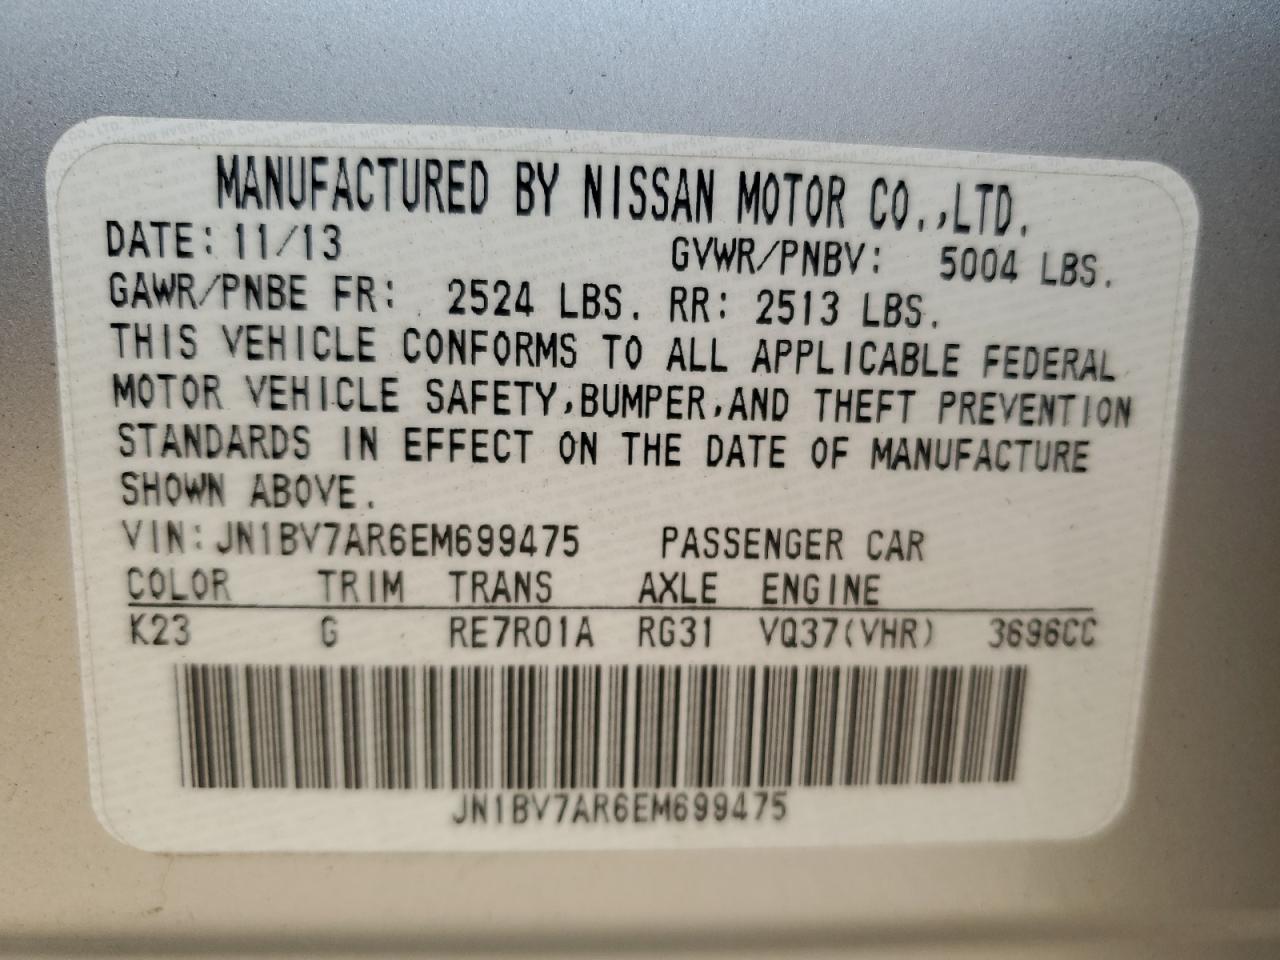 MANUFACTURED BY NISSAN MOTOR CO.,LTD.
DATE: 11/13 GVWR/PNBV: 5004 LBS.
GAWR/PNBE FR: 2524 LBS. RR: 2513 LBS.
THIS VEHICLE CONFORMS TO ALL APPLICABLE FEDERAL
MOTOR VEHICLE SAFETY,BUMPER,AND THEFT PREVENTION
STANDARDS IN EFFECT ON THE DATE OF MANUFACTURE
SHOWN ABOVE.
VIN:JN1BV7AR6EM699475 PASSENGER CAR
COLOR TRIM TRANS AXLE ENGINE
K23 G RE7R01A RG31 VQ37(VHR) 3696CC
JN1BV7AR6EM699475